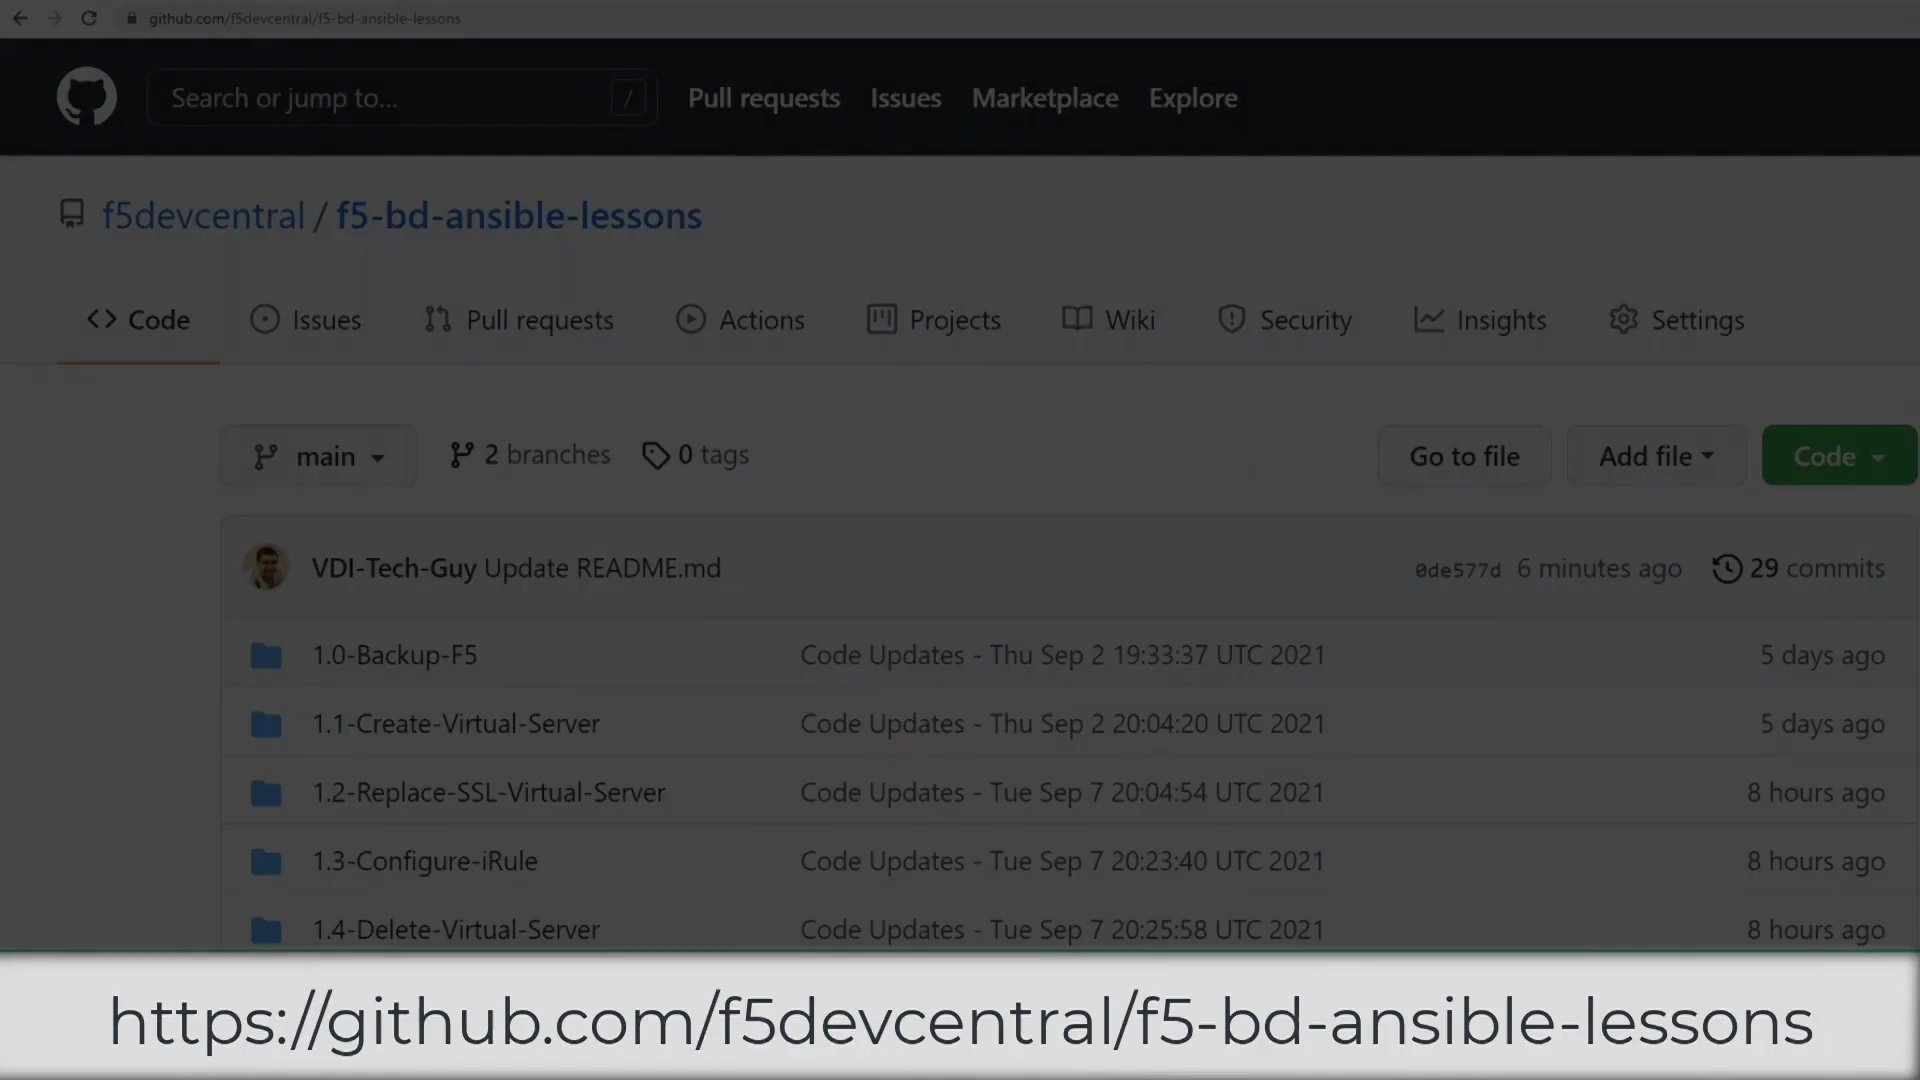 github.com/f5devcentral/f5-bd-ansible-lessons
Search or jump to... / Pull requests Issues Marketplace Explore
f5devcentral / f5-bd-ansible-lessons
<> Code Issues Pull requests Actions Projects Wiki Security Insights Settings
main 2 branches 0 tags Go to file Add file Code
VDI-Tech-Guy Update README.md 0de577d 6 minutes ago 29 commits
1.0-Backup-F5 Code Updates - Thu Sep 2 19:33:37 UTC 2021 5 days ago
1.1-Create-Virtual-Server Code Updates - Thu Sep 2 20:04:20 UTC 2021 5 days ago
1.2-Replace-SSL-Virtual-Server Code Updates - Tue Sep 7 20:04:54 UTC 2021 8 hours ago
1.3-Configure-iRule Code Updates - Tue Sep 7 20:23:40 UTC 2021 8 hours ago
1.4-Delete-Virtual-Server Code Updates - Tue Sep 7 20:25:58 UTC 2021 8 hours ago
https://github.com/f5devcentral/f5-bd-ansible-lessons